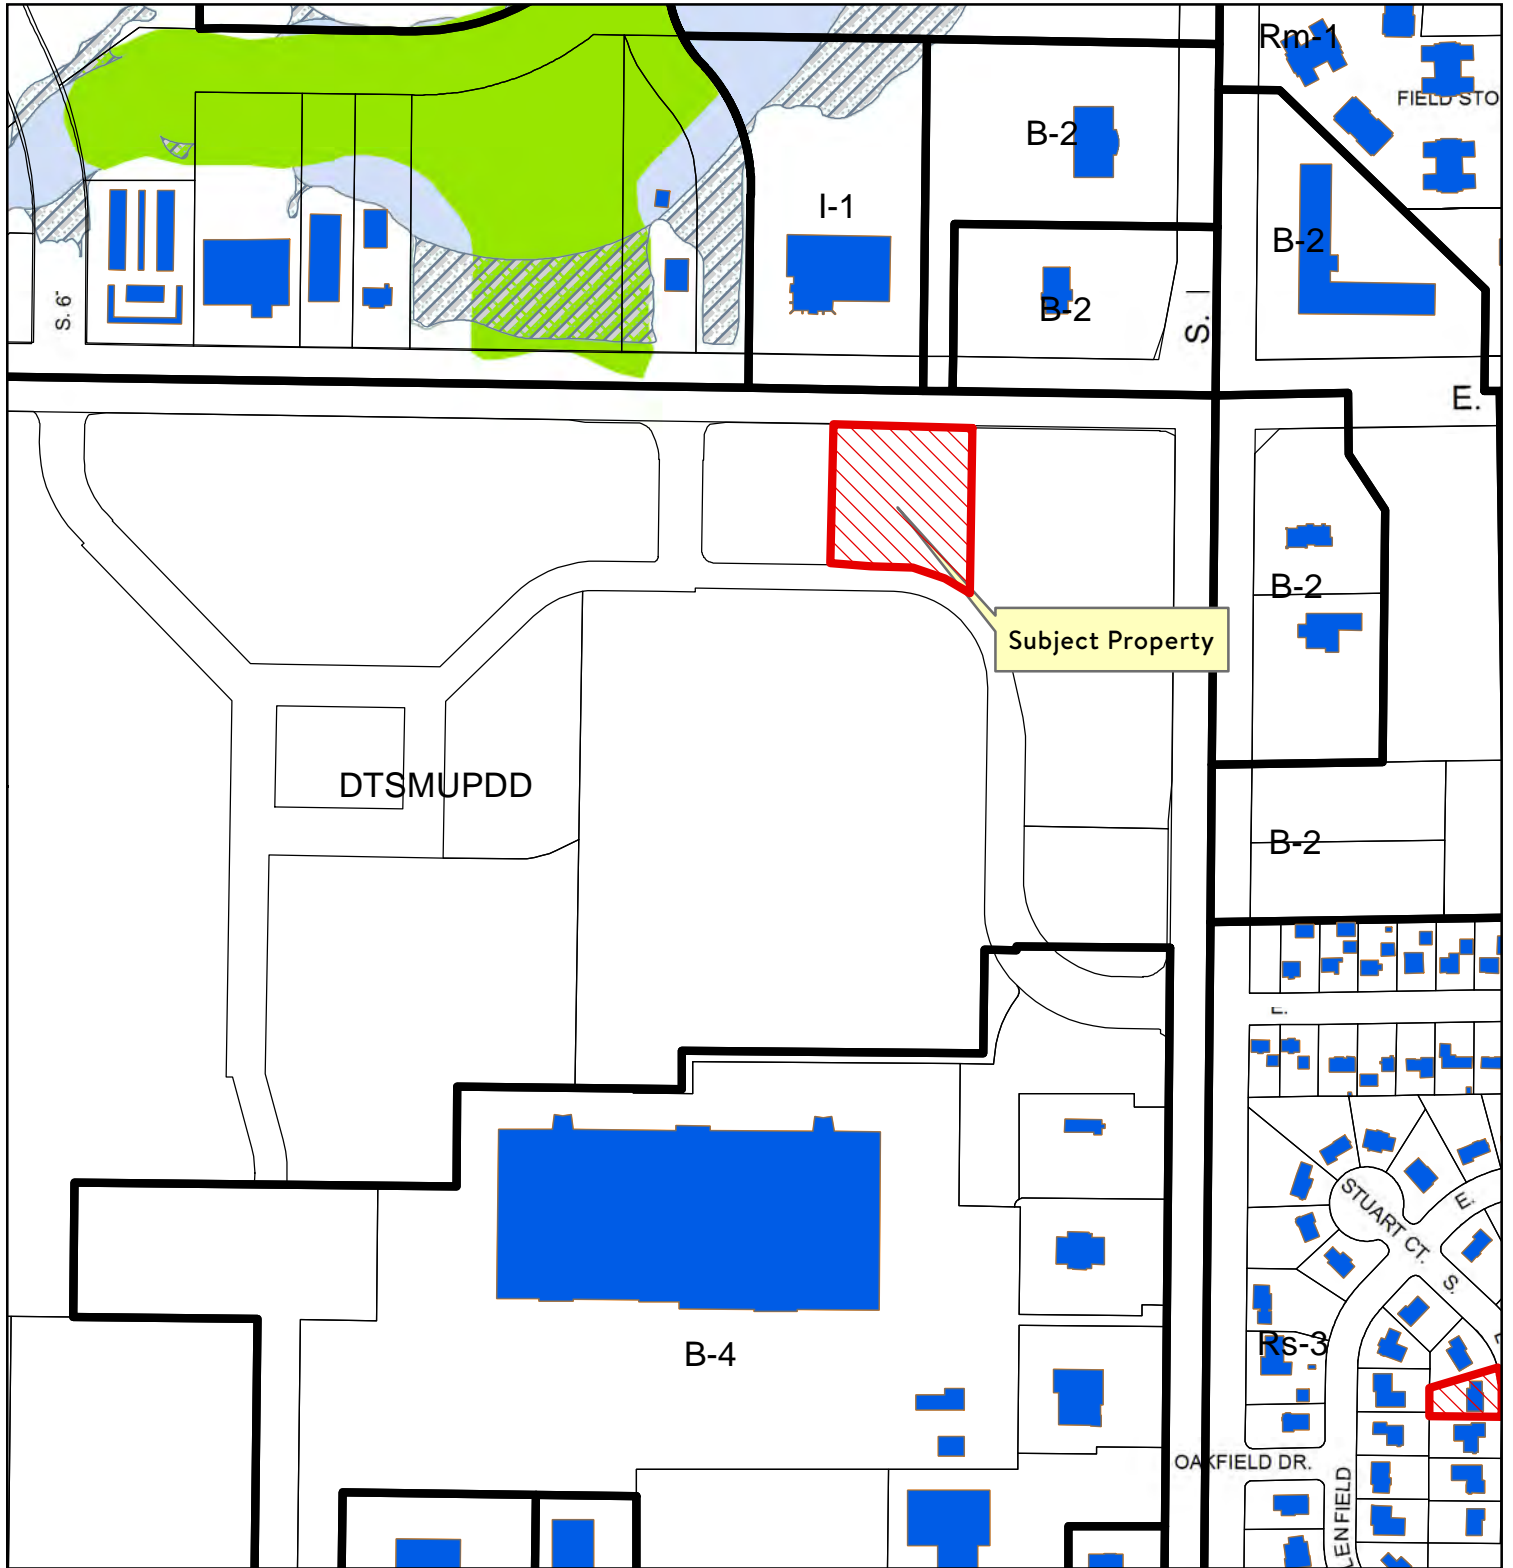 Rm-1
FIELD STO
B-2
I-1
B-2
B-2
S. 6
S. I
E.
B-2
Subject Property
DTSMUPDD
B-2
E.
STUART CT.
E.
S.
Rs-3
B-4
OAKFIELD DR.
LENFIELD